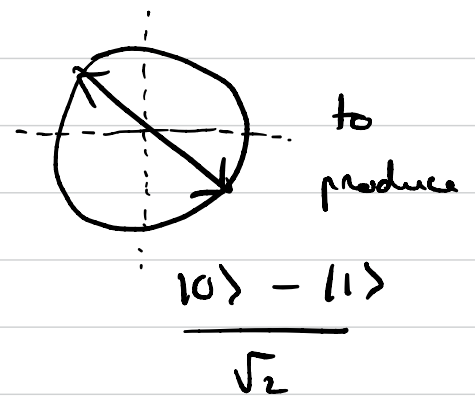 to
produce
|0⟩ - |1⟩
√2